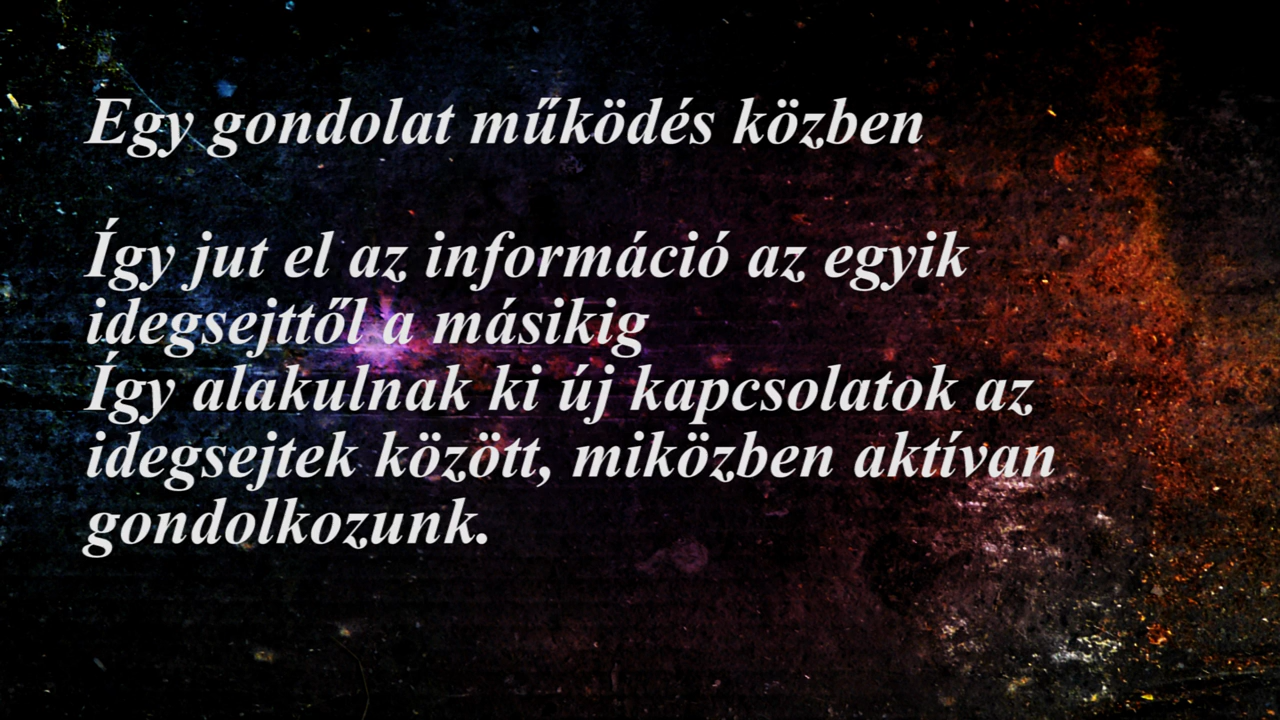 Egy gondolat működés közben
Így jut el az információ az egyik
idegsejttől a másikig
Így alakulnak ki új kapcsolatok az
idegsejtek között, miközben aktívan
gondolkozunk.